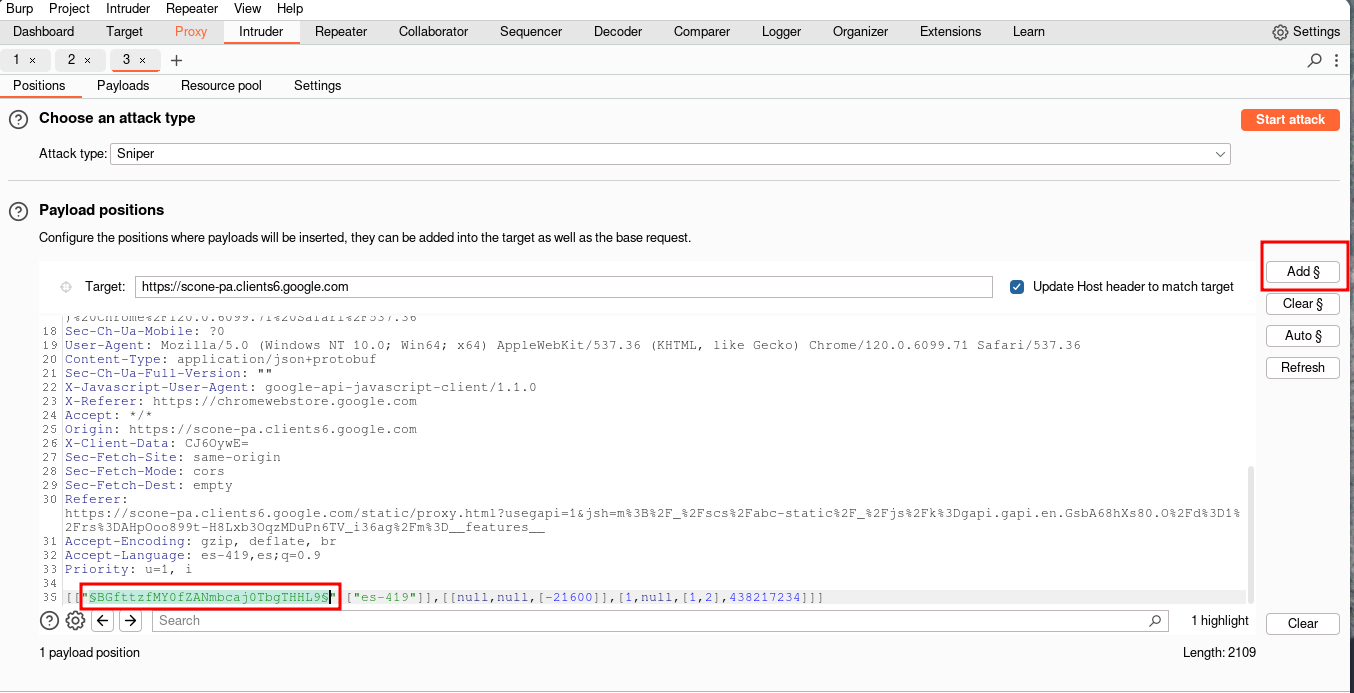 Burp Project Intruder Repeater View Help
Dashboard Target Proxy Intruder Repeater Collaborator Sequencer Decoder Comparer Logger Organizer Extensions Learn Settings
1 × 2 × 3 × +
Positions Payloads Resource pool Settings
? Choose an attack type Start attack
Attack type: Sniper
? Payload positions
Configure the positions where payloads will be inserted, they can be added into the target as well as the base request.
Add §
Target: https://scone-pa.clients6.google.com Update Host header to match target
Clear §
)%20Chrome%2F120.0.6099.71%20Safari%2F537.36
18 Sec-Ch-Ua-Mobile: ?0
Auto §
19 User-Agent: Mozilla/5.0 (Windows NT 10.0; Win64; x64) AppleWebKit/537.36 (KHTML, like Gecko) Chrome/120.0.6099.71 Safari/537.36
20 Content-Type: application/json+protobuf
Refresh
21 Sec-Ch-Ua-Full-Version: ""
22 X-Javascript-User-Agent: google-api-javascript-client/1.1.0
23 X-Referer: https://chromewebstore.google.com
24 Accept: */*
25 Origin: https://scone-pa.clients6.google.com
26 X-Client-Data: CJ6OywE=
27 Sec-Fetch-Site: same-origin
28 Sec-Fetch-Mode: cors
29 Sec-Fetch-Dest: empty
30 Referer:
https://scone-pa.clients6.google.com/static/proxy.html?usegapi=1&jsh=m%3B%2F_%2Fscs%2Fabc-static%2F_%2Fjs%2Fk%3Dgapi.gapi.en.GsbA68hXs80.O%2Fd%3D1%
2Frs%3DAHpOoo899t-H8Lxb3OqzMDuPn6TV_i36ag%2Fm%3D__features__
31 Accept-Encoding: gzip, deflate, br
32 Accept-Language: es-419,es;q=0.9
33 Priority: u=1, i
34
35 [["§BGfttzfMY0fZANmbcaj0TbgTHHL9§",["es-419"]],[[null,null,[-21600]],[1,null,[1,2],438217234]]]
? Search 1 highlight Clear
1 payload position Length: 2109